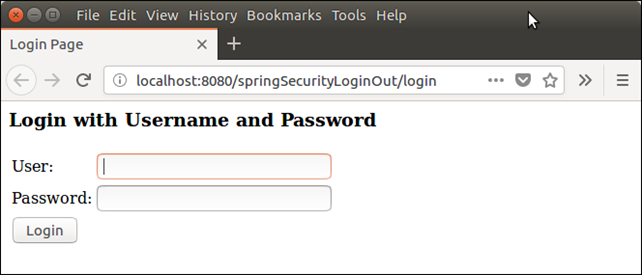 File Edit View History Bookmarks Tools Help
Login Page
localhost:8080/springSecurityLoginOut/login
Login with Username and Password
User:
Password:
Login